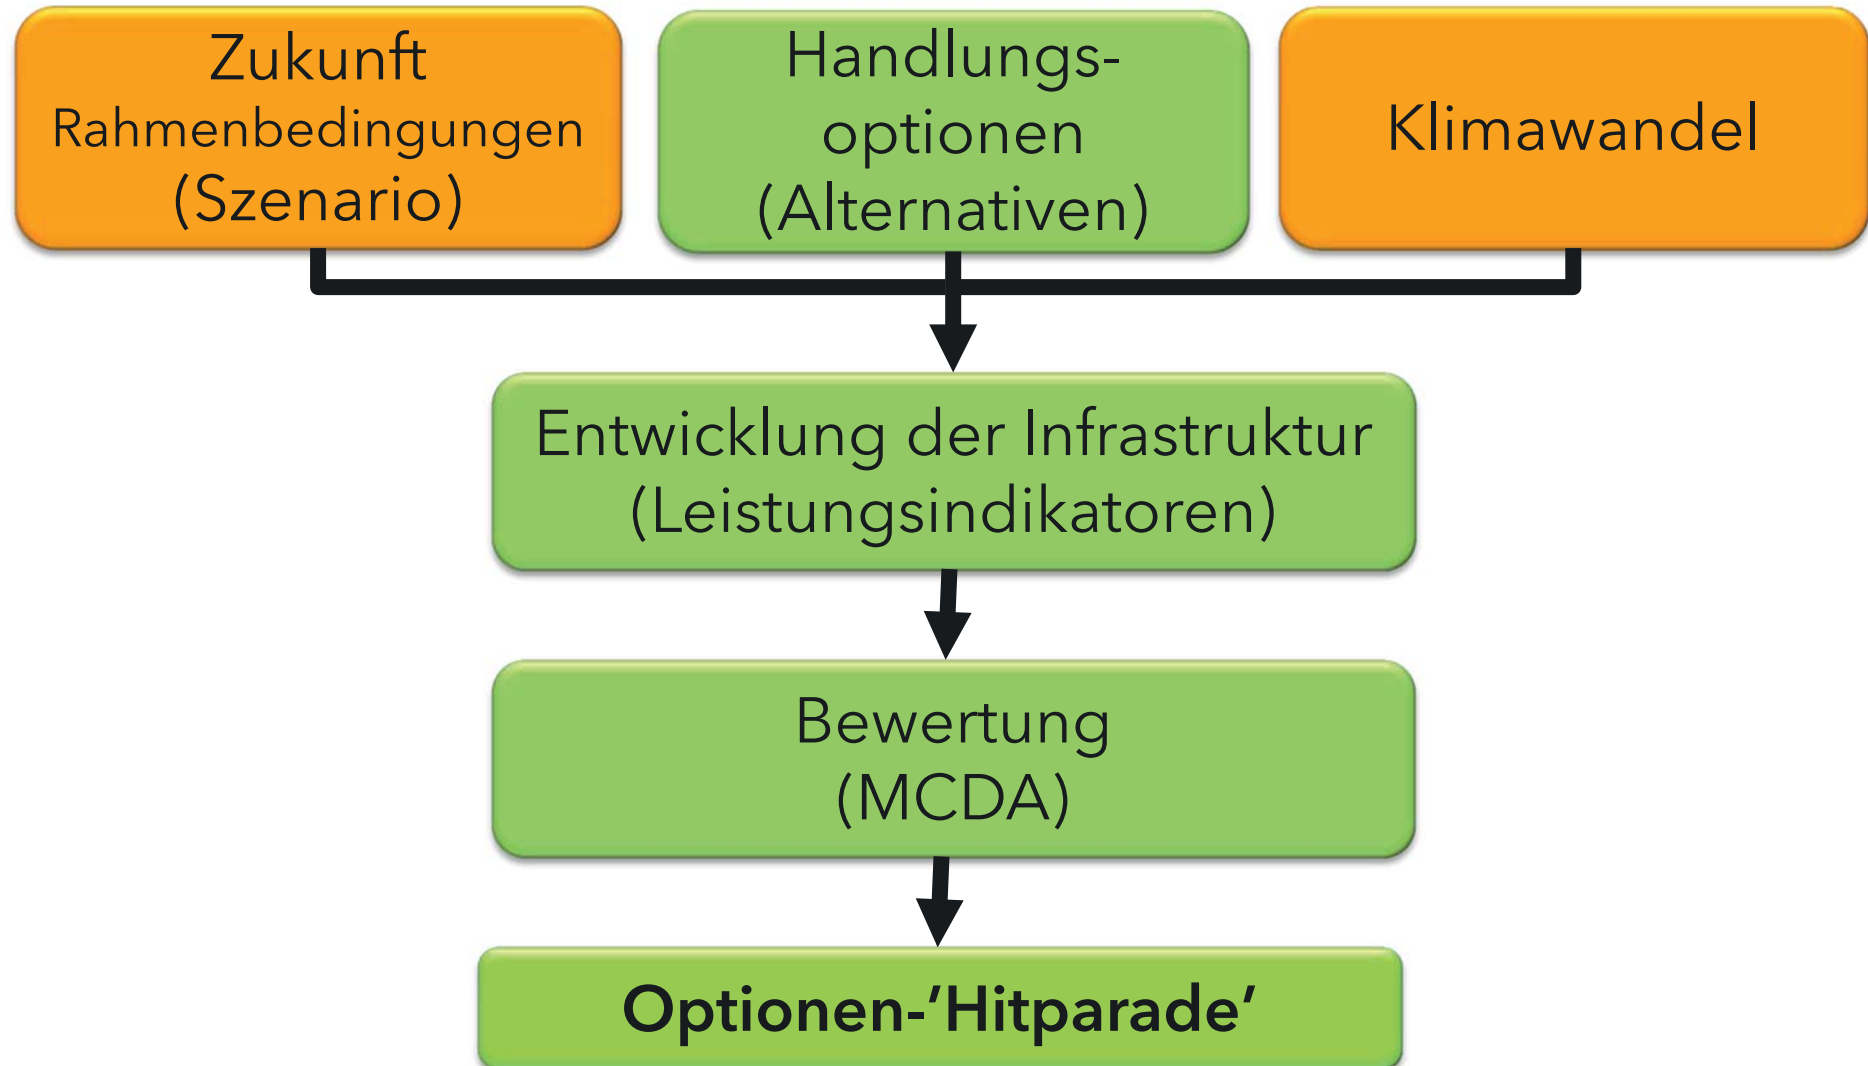 Zukunft
Rahmenbedingungen
(Szenario)
Handlungs-
optionen
(Alternativen)
Klimawandel
Entwicklung der Infrastruktur
(Leistungsindikatoren)
Bewertung
(MCDA)
Optionen-’Hitparade’